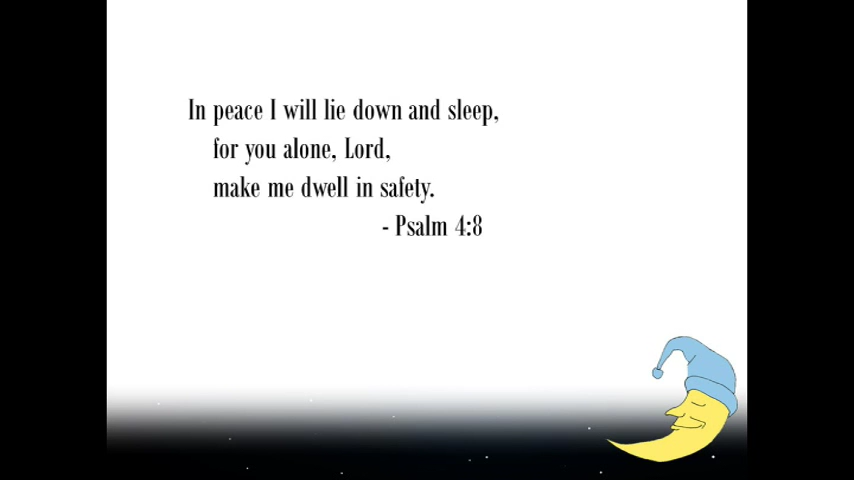 In peace I will lie down and sleep,
for you alone, Lord,
make me dwell in safety.
- Psalm 4:8